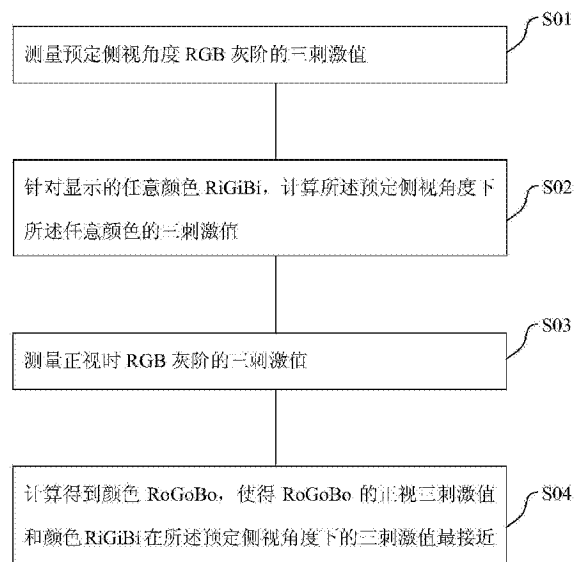 S01
测量预定侧视角度 RGB 灰阶的三刺激值
针对显示的任意颜色 RiGiBi，计算所述预定侧视角度下
所述任意颜色的三刺激值
S02
S03
测量正视时 RGB 灰阶的三刺激值
计算得到颜色 RoGoBo，使得 RoGoBo 的正视三刺激值
和颜色 RiGiBi 在所述预定侧视角度下的三刺激值最接近
S04